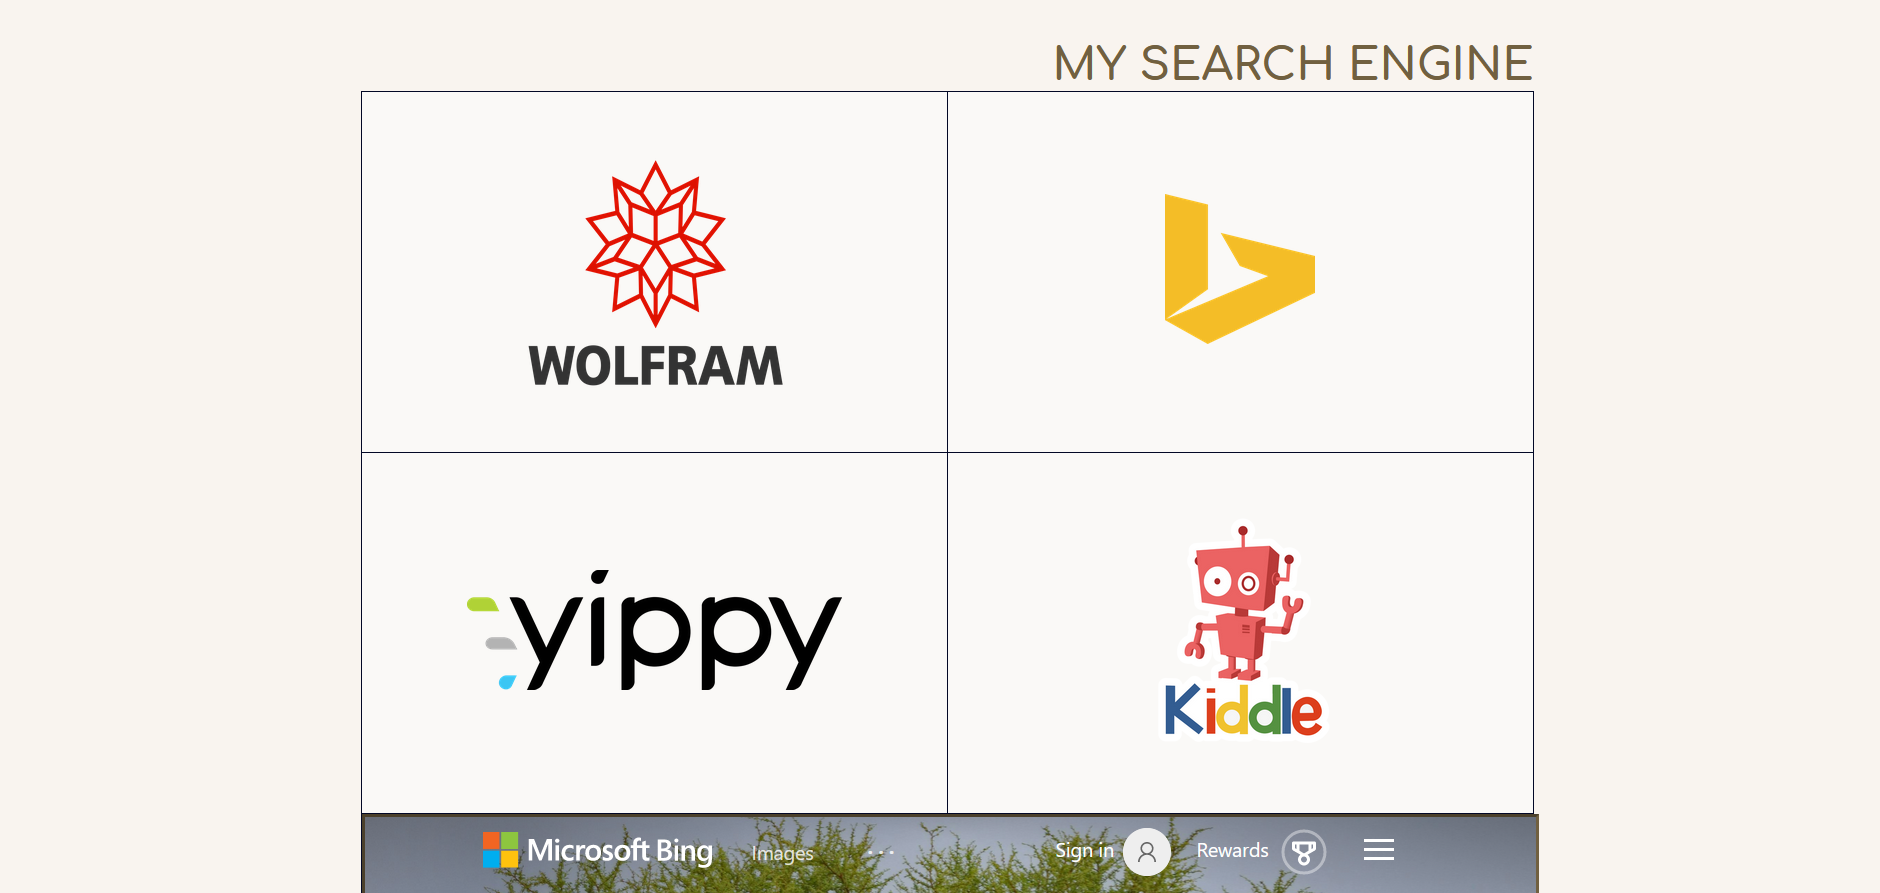 MY SEARCH ENGINE
WOLFRAM
yippy
Kiddle
Microsoft Bing Images ... Sign in Rewards